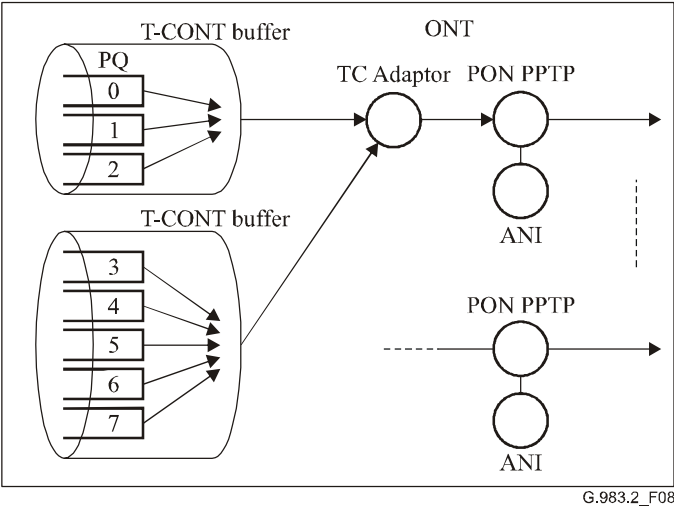 T-CONT buffer
ONT
PQ
TC Adaptor
PON PPTP
0
1
2
ANI
T-CONT buffer
3
4
5
6
7
PON PPTP
ANI
G.983.2_F08